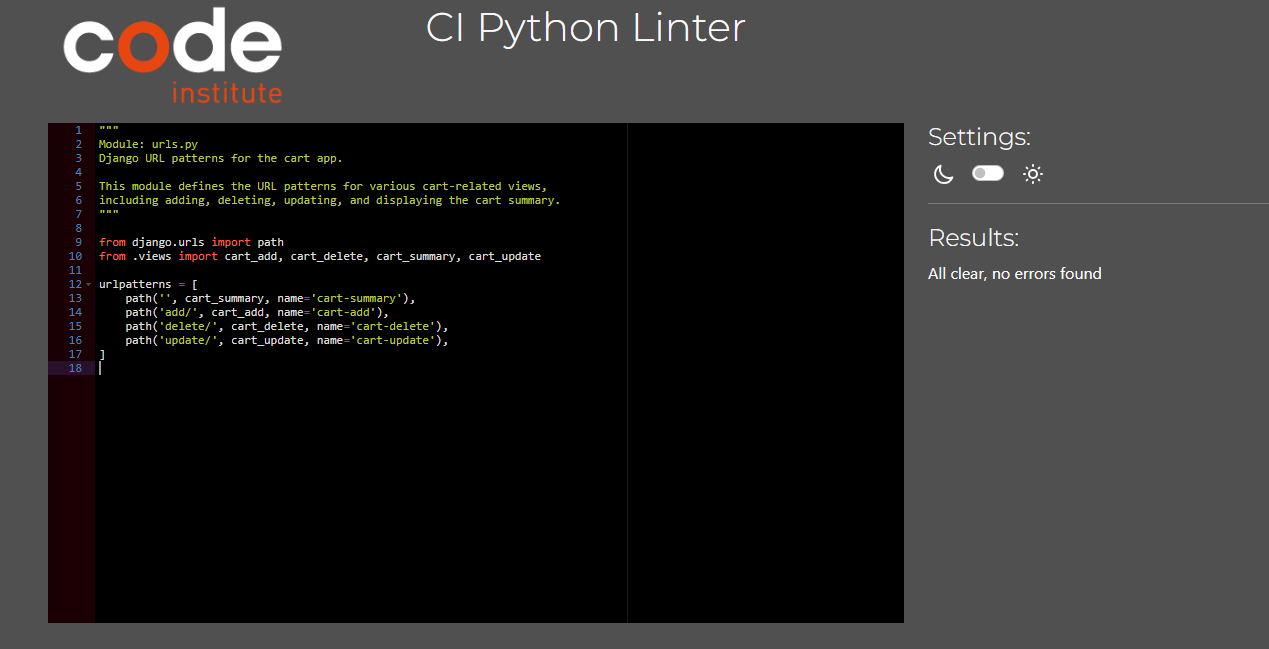 code
institute
CI Python Linter
1 """
2 Module: urls.py
3 Django URL patterns for the cart app.
4
5 This module defines the URL patterns for various cart-related views,
6 including adding, deleting, updating, and displaying the cart summary.
7 """
8
9 from django.urls import path
10 from .views import cart_add, cart_delete, cart_summary, cart_update
11
12 urlpatterns = [
13     path('', cart_summary, name='cart-summary'),
14     path('add/', cart_add, name='cart-add'),
15     path('delete/', cart_delete, name='cart-delete'),
16     path('update/', cart_update, name='cart-update'),
17 ]
18
Settings:
Results:
All clear, no errors found